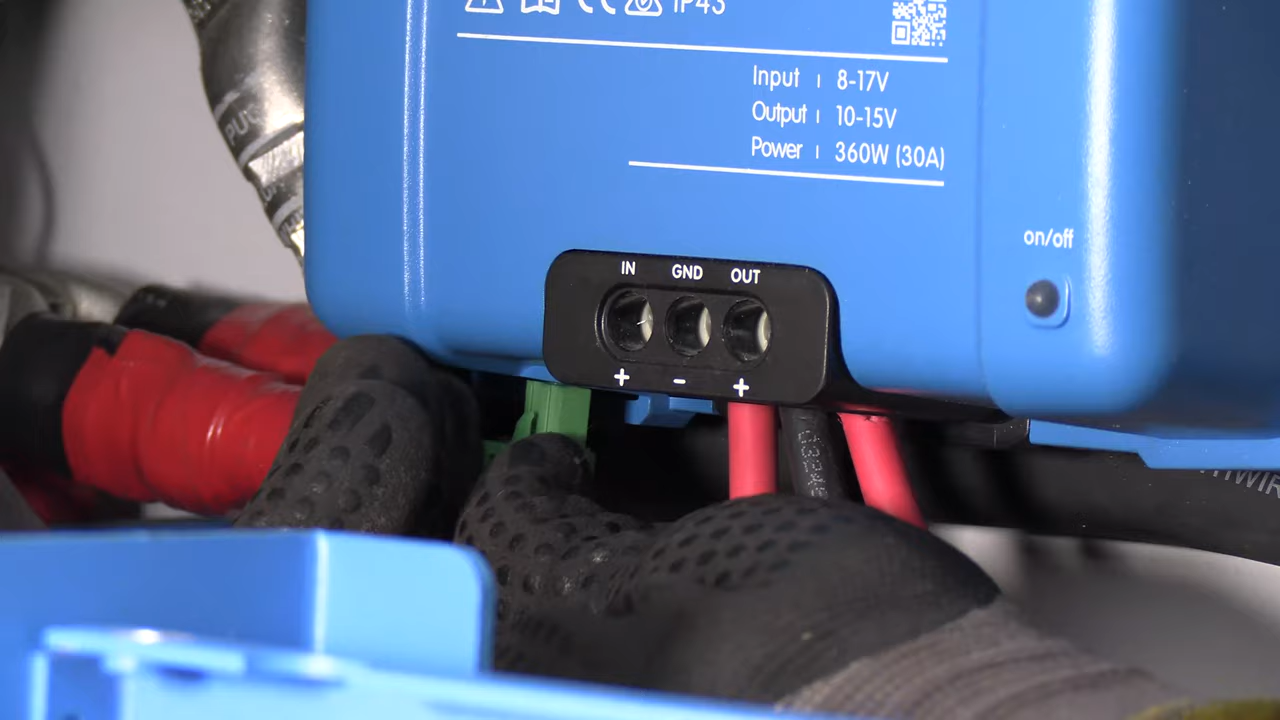 IP43
Input | 8-17V
Output | 10-15V
Power | 360W (30A)
on/off
IN GND OUT
+ - +